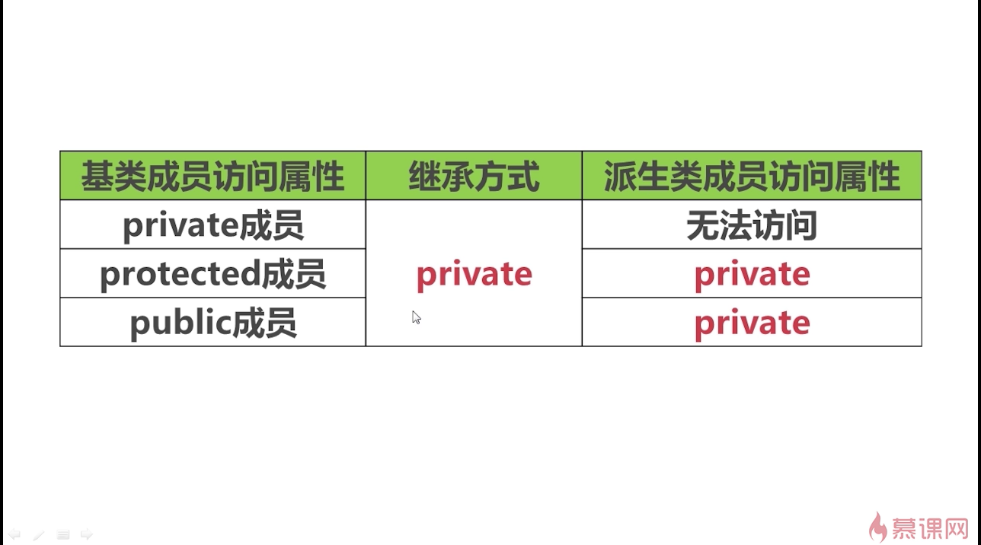 基类成员访问属性 继承方式 派生类成员访问属性
private成员 无法访问
protected成员 private private
public成员 private
慕课网